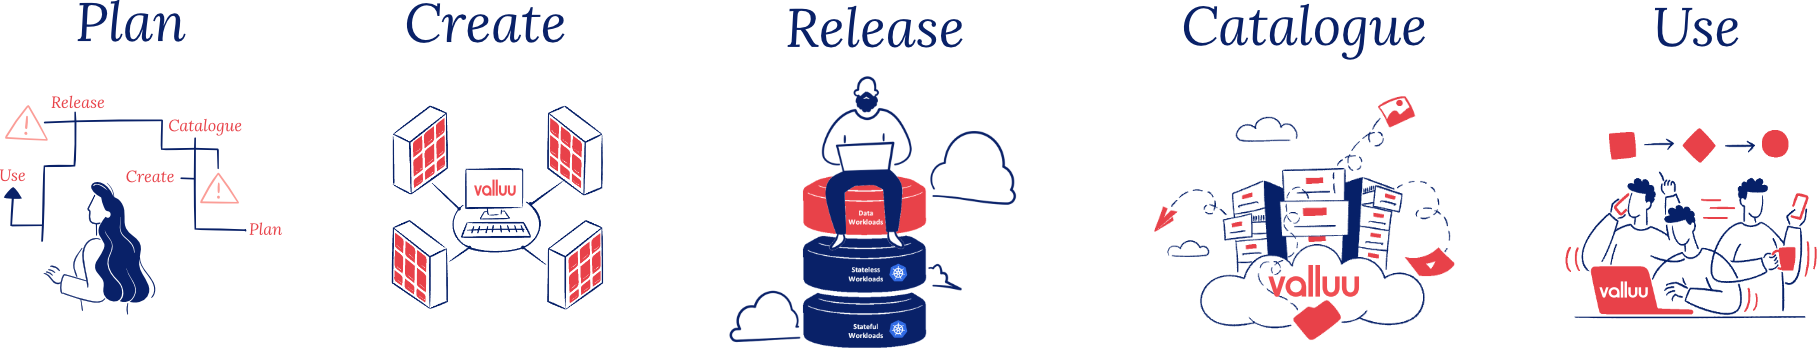 Plan
Create
Release
Catalogue
Use
Release
Catalogue
Use
Create
Plan
valluu
Data
Workloads
Stateless
Workloads
Stateful
Workloads
valluu
valluu